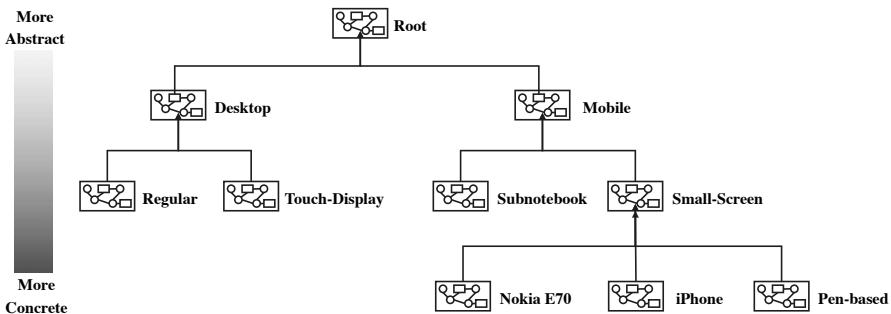 More
Abstract
Root
Desktop
Mobile
Regular
Touch-Display
Subnotebook
Small-Screen
More
Concrete
Nokia E70
iPhone
Pen-based